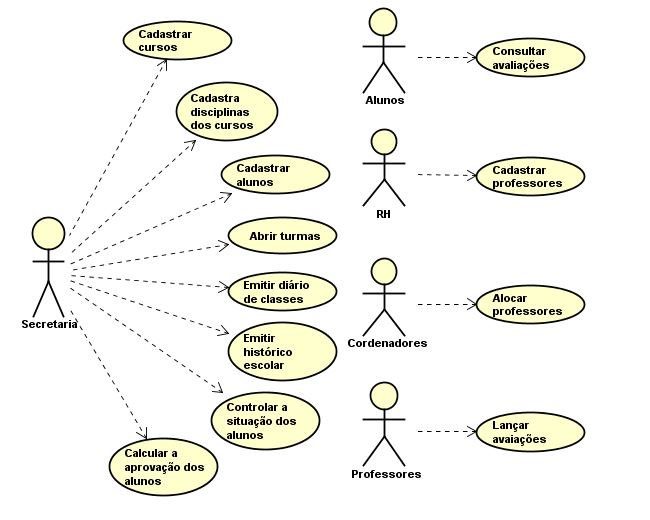 Cadastrar
cursos
Cadastra
disciplinas
dos cursos
Cadastrar
alunos
Abrir turmas
Emitir diário
de classes
Emitir
histórico
escolar
Controlar a
situação dos
alunos
Calcular a
aprovação dos
alunos
Secretaria
Alunos
Consultar
avaliações
RH
Cadastrar
professores
Cordenadores
Alocar
professores
Professores
Lançar
avaiações